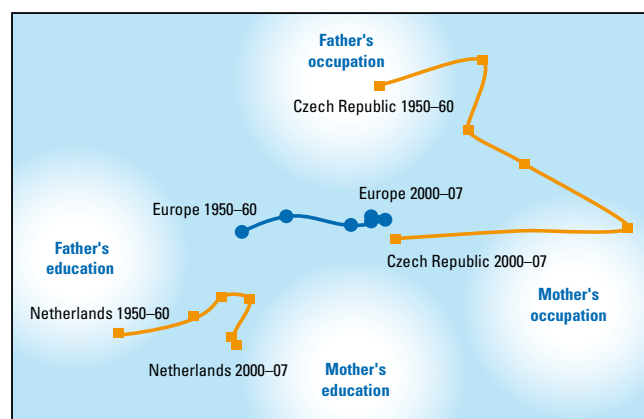 Father's
occupation
Czech Republic 1950–60
Europe 1950–60
Europe 2000–07
Father's
education
Czech Republic 2000–07
Mother's
occupation
Netherlands 1950–60
Netherlands 2000–07
Mother's
education